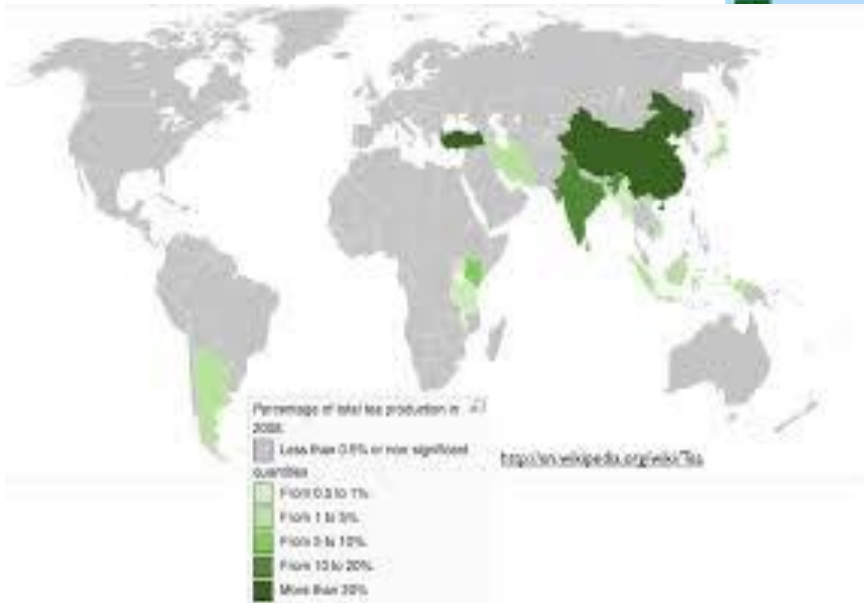 Percentage of total tea production in
2008.
Less than 0.5% or non significant
quantities
From 0.5 to 1%.
From 1 to 5%.
From 5 to 10%.
From 10 to 20%.
More than 20%.
http://en.wikipedia.org/wiki/Tea